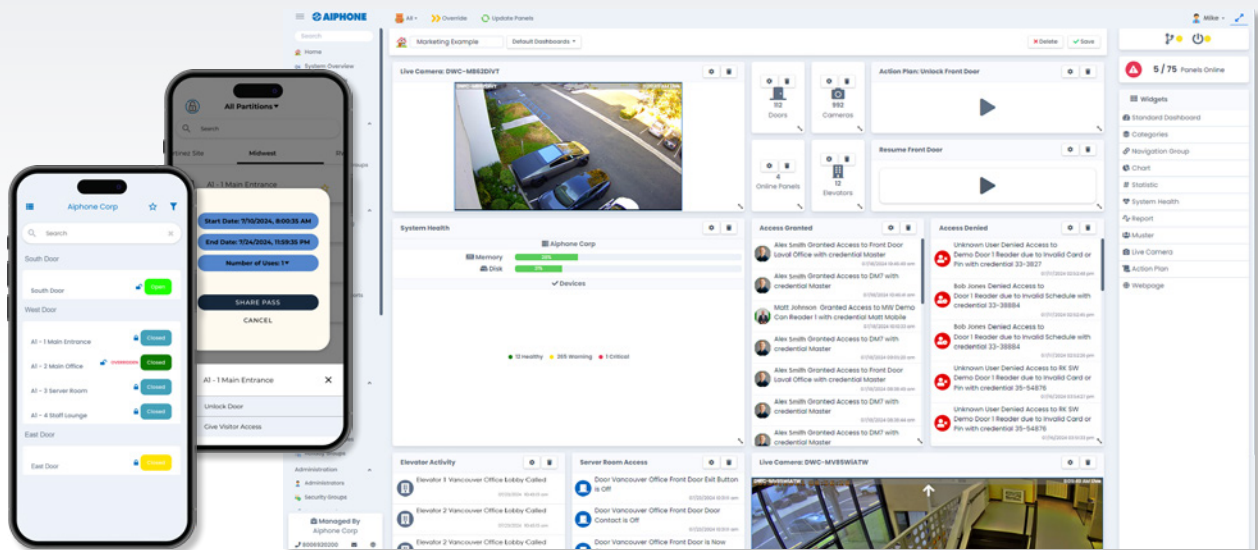 AIPHONE
All
Override
Update Panels
Mike
Search
Home
System Overview
Marketing Example
Default Dashboards
Delete
Save
5 / 75 Panels Online
Live Camera: DWC-MB62DiVT
112
Doors
992
Cameras
Action Plan: Unlock Front Door
4
Online Panels
12
Elevators
Resume Front Door
Widgets
Standard Dashboard
Categories
Navigation Group
Chart
Statistic
System Health
Report
Muster
Live Camera
Action Plan
Webpage
System Health
Aiphone Corp
Memory
Disk
Devices
12 Healthy
265 Warning
1 Critical
Access Granted
Alex Smith Granted Access to Front Door
Laval Office with credential Master
Alex Smith Granted Access to DM7 with
credential Master
Matt Johnson Granted Access to MW Demo
Can Reader 1 with credential Matt Mobile
Alex Smith Granted Access to DM7 with
credential Master
Alex Smith Granted Access to Front Door
Laval Office with credential Master
Alex Smith Granted Access to DM7 with
credential Master
Alex Smith Granted Access to DM7 with
credential Master
Access Denied
Unknown User Denied Access to
Demo Door 1 Reader due to Invalid Card or
Pin with credential 33-3827
Bob Jones Denied Access to
Door 1 Reader due to Invalid Schedule with
credential 33-38884
Bob Jones Denied Access to
Door 1 Reader due to Invalid Schedule with
credential 33-38884
Unknown User Denied Access to RK SW
Demo Door 1 Reader due to Invalid Card or
Pin with credential 35-54876
Unknown User Denied Access to RK SW
Demo Door 1 Reader due to Invalid Card or
Pin with credential 35-54876
Elevator Activity
Elevator 1 Vancouver Office Lobby Called
Elevator 2 Vancouver Office Lobby Called
Elevator 2 Vancouver Office Lobby Called
Server Room Access
Door Vancouver Office Front Door Exit Button
is Off
Door Vancouver Office Front Door Door
Contact is Off
Door Vancouver Office Front Door is Now
Live Camera: DWC-MV85WiATW
Administration
Administrators
Security Groups
Managed By
Aiphone Corp
8006920200
All Partitions
Search
Midwest
A1 - 1 Main Entrance
Start Date: 7/10/2024, 8:00:35 AM
End Date: 7/24/2024, 11:59:35 PM
Number of Uses: 1
SHARE PASS
CANCEL
A1 - 1 Main Entrance
Unlock Door
Give Visitor Access
Aiphone Corp
Search
South Door
South Door
Open
West Door
A1 - 1 Main Entrance
Closed
A1 - 2 Main Office
OVERRIDDEN
Closed
A1 - 3 Server Room
Closed
A1 - 4 Staff Lounge
Closed
East Door
East Door
Closed